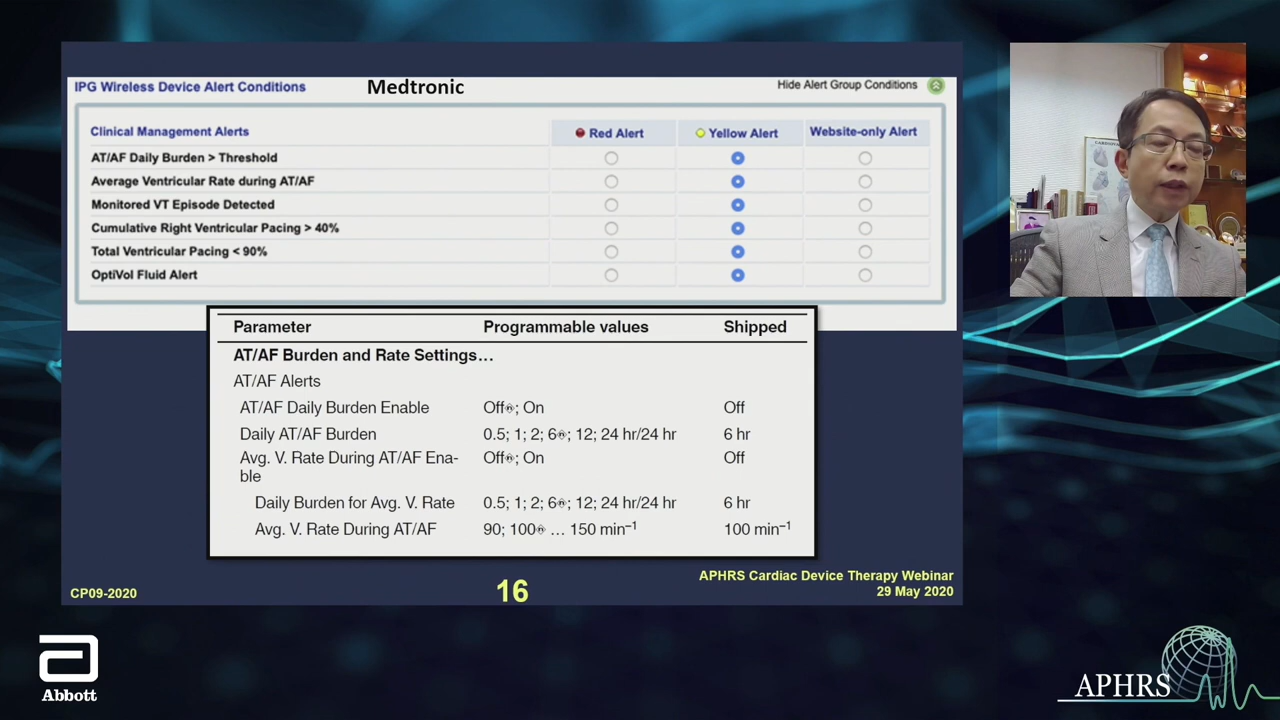 IPG Wireless Device Alert Conditions Medtronic Hide Alert Group Conditions
Clinical Management Alerts Red Alert Yellow Alert Website-only Alert
AT/AF Daily Burden > Threshold
Average Ventricular Rate during AT/AF
Monitored VT Episode Detected
Cumulative Right Ventricular Pacing > 40%
Total Ventricular Pacing < 90%
OptiVol Fluid Alert
Parameter Programmable values Shipped
AT/AF Burden and Rate Settings…
AT/AF Alerts
AT/AF Daily Burden Enable Off; On Off
Daily AT/AF Burden 0.5; 1; 2; 6; 12; 24 hr/24 hr 6 hr
Avg. V. Rate During AT/AF Ena- Off; On Off
ble
Daily Burden for Avg. V. Rate 0.5; 1; 2; 6; 12; 24 hr/24 hr 6 hr
Avg. V. Rate During AT/AF 90; 100 … 150 min⁻¹ 100 min⁻¹
APHRS Cardiac Device Therapy Webinar
CP09-2020 16 29 May 2020
Abbott
APHRS